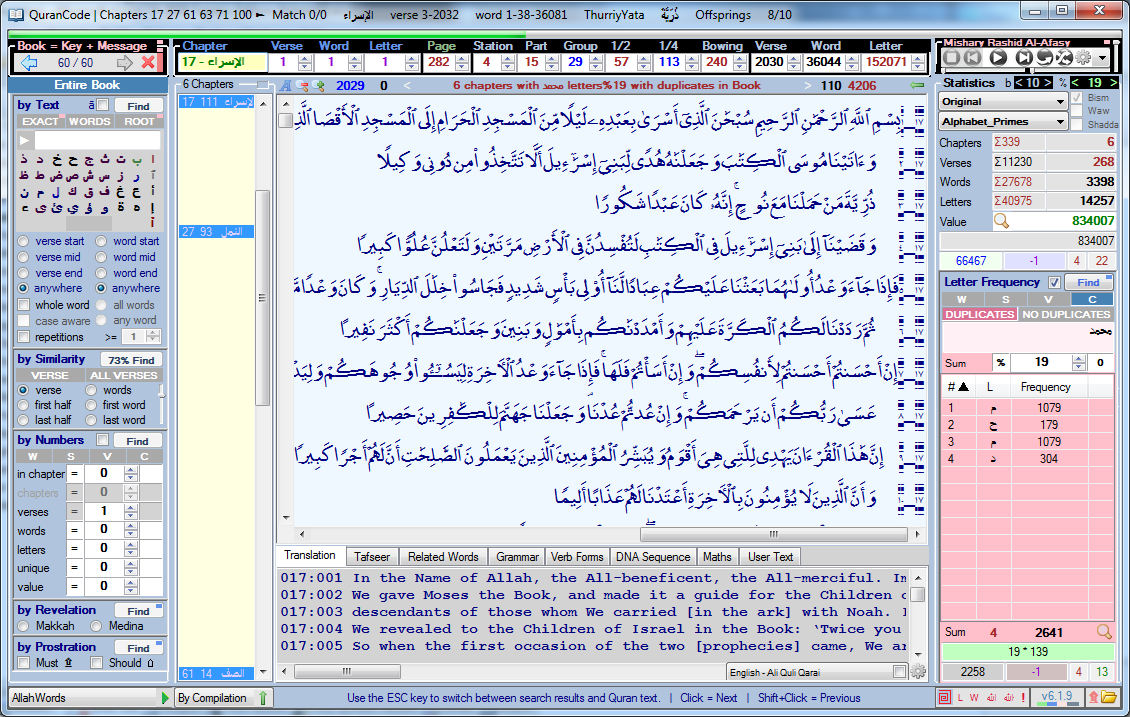 QuranCode | Chapters 17 27 61 63 71 100 ► Match 0/0 الإسراء verse 3-2032 word 1-38-36081 ThurriyYata ذُرِّيَّةَ Offsprings 8/10
Book = Key + Message
60 / 60
Chapter Verse Word Letter Page Station Part Group 1/2 1/4 Bowing Verse Word Letter
17 - الإسراء 1 1 1 282 4 15 29 57 113 240 2030 36044 152071
Mishary Rashid Al-Afasy
Entire Book
by Text Find
EXACT WORDS ROOT
ا ب ت ث ج ح خ د ذ
verse start word start
verse mid word mid
verse end word end
anywhere anywhere
whole word all words
case aware any word
repetitions >= 1
by Similarity 73% Find
VERSE ALL VERSES
verse words
first half first word
last half last word
by Numbers Find
W S V C
in chapter = 0
chapters = 0
verses = 1
words = 0
letters = 0
unique = 0
value = 0
by Revelation Find
Makkah Medina
by Prostration Find
Must Should
AllahWords
6 Chapters
17 111 الإسراء
27 93 النمل
61 14 الصف
By Compilation
2029 0 < 6 chapters with محمد letters%19 with duplicates in Book > 110 4206
بِسْمِ ٱللَّهِ ٱلرَّحْمَٰنِ ٱلرَّحِيمِ سُبْحَٰنَ ٱلَّذِىٓ أَسْرَىٰ بِعَبْدِهِۦ لَيْلًا مِّنَ ٱلْمَسْجِدِ ٱلْحَرَامِ إِلَى ٱلْمَسْجِدِ ٱلْأَقْصَا
وَءَاتَيْنَا مُوسَى ٱلْكِتَٰبَ وَجَعَلْنَٰهُ هُدًى لِّبَنِىٓ إِسْرَٰٓءِيلَ أَلَّا تَتَّخِذُوا۟ مِن دُونِى وَكِيلًا
ذُرِّيَّةَ مَنْ حَمَلْنَا مَعَ نُوحٍ ۚ إِنَّهُۥ كَانَ عَبْدًا شَكُورًا
وَقَضَيْنَآ إِلَىٰ بَنِىٓ إِسْرَٰٓءِيلَ فِى ٱلْكِتَٰبِ لَتُفْسِدُنَّ فِى ٱلْأَرْضِ مَرَّتَيْنِ وَلَتَعْلُنَّ عُلُوًّا كَبِيرًا
فَإِذَا جَآءَ وَعْدُ أُولَىٰهُمَا بَعَثْنَا عَلَيْكُمْ عِبَادًا لَّنَآ أُو۟لِى بَأْسٍ شَدِيدٍ فَجَاسُوا۟ خِلَٰلَ ٱلدِّيَارِ ۚ وَكَانَ وَعْدًا
ثُمَّ رَدَدْنَا لَكُمُ ٱلْكَرَّةَ عَلَيْهِمْ وَأَمْدَدْنَٰكُم بِأَمْوَٰلٍ وَبَنِينَ وَجَعَلْنَٰكُمْ أَكْثَرَ نَفِيرًا
إِنْ أَحْسَنتُمْ أَحْسَنتُمْ لِأَنفُسِكُمْ ۖ وَإِنْ أَسَأْتُمْ فَلَهَا ۚ فَإِذَا جَآءَ وَعْدُ ٱلْءَاخِرَةِ لِيَسُۥٓـُٔوا۟ وُجُوهَكُمْ
عَسَىٰ رَبُّكُمْ أَن يَرْحَمَكُمْ ۚ وَإِنْ عُدتُّمْ عُدْنَا ۘ وَجَعَلْنَا جَهَنَّمَ لِلْكَٰفِرِينَ حَصِيرًا
إِنَّ هَٰذَا ٱلْقُرْءَانَ يَهْدِى لِلَّتِى هِىَ أَقْوَمُ وَيُبَشِّرُ ٱلْمُؤْمِنِينَ ٱلَّذِينَ يَعْمَلُونَ ٱلصَّٰلِحَٰتِ أَنَّ لَهُمْ أَجْرًا كَبِيرًا
وَأَنَّ ٱلَّذِينَ لَا يُؤْمِنُونَ بِٱلْءَاخِرَةِ أَعْتَدْنَا لَهُمْ عَذَابًا أَلِيمًا
Translation Tafseer Related Words Grammar Verb Forms DNA Sequence Maths User Text
017:001 In the Name of Allah, the All-beneficent, the All-merciful.
017:002 We gave Moses the Book, and made it a guide for the Children
017:003 descendants of those whom We carried [in the ark] with Noah.
017:004 We revealed to the Children of Israel in the Book: ‘Twice you
017:005 So when the first occasion of the two [prophecies] came, We
English - Ali Quli Qarai
Use the ESC key to switch between search results and Quran text. | Click = Next | Shift+Click = Previous
Statistics b < 10 > % < 19 >
Original Bism
Waw
Alphabet_Primes Shadda
Chapters Σ339 6
Verses Σ11230 268
Words Σ27678 3398
Letters Σ40975 14257
Value 834007
834007
66467 -1 4 22
Letter Frequency Find
W S V C
DUPLICATES NO DUPLICATES
محمد
Sum % 19 0
# L Frequency
1 م 1079
2 ح 179
3 م 1079
4 د 304
Sum 4 2641
19 * 139
2258 -1 4 13
L W ! v6.1.9